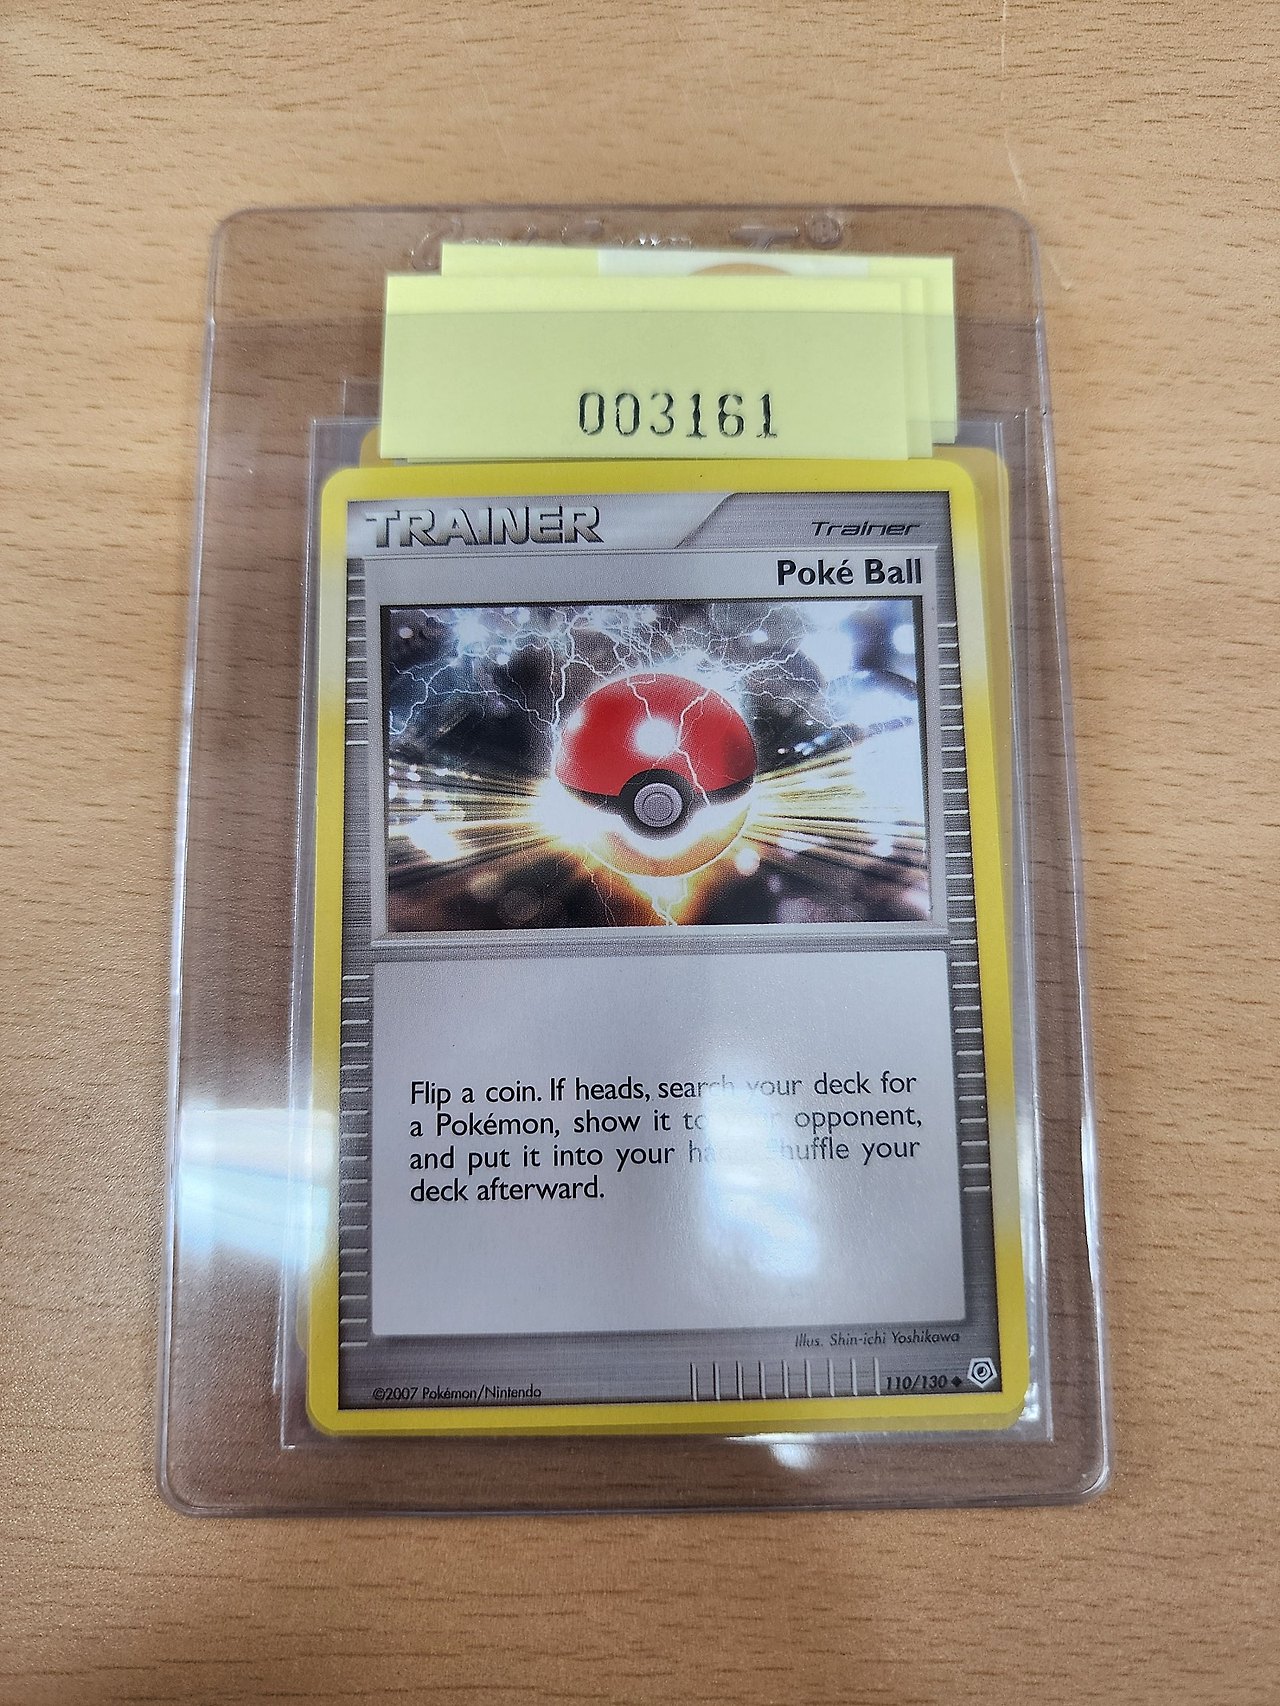 003161
TRAINER
Trainer
Poké Ball
Flip a coin. If heads, search your deck for
a Pokémon, show it to opponent,
and put it into your shuffle your
deck afterward.
Illus. Shin-ichi Yoshikawa
©2007 Pokémon/Nintendo
110/130